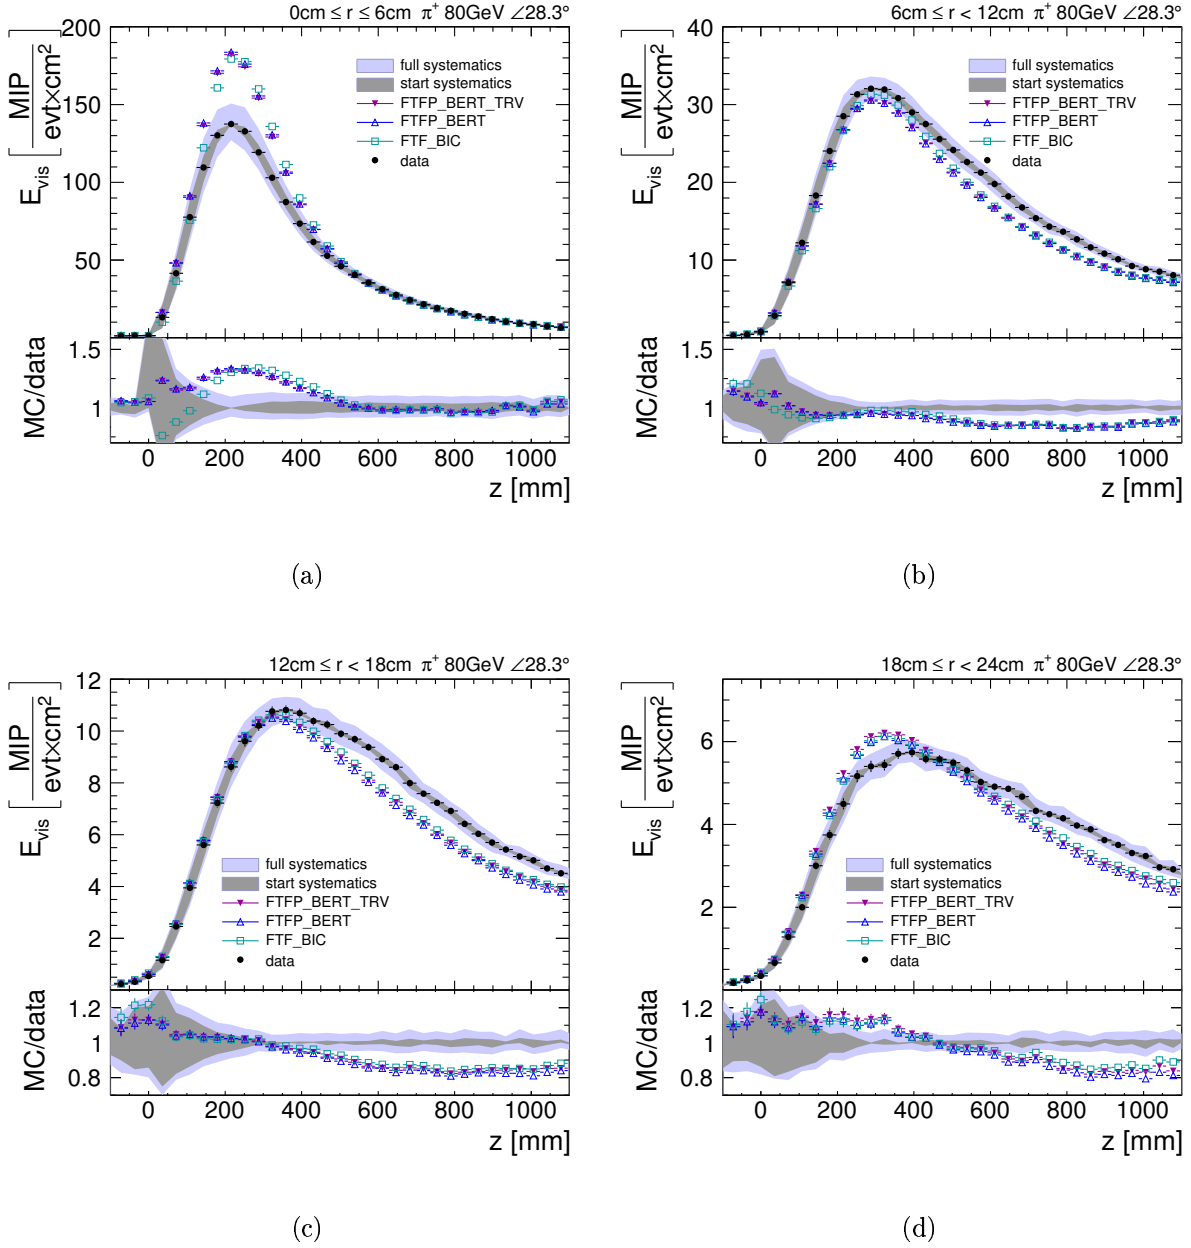 0cm ≤ r ≤ 6cm π⁺ 80GeV ∠28.3°
E_vis [MIP / evt×cm²]
200
150
100
50
full systematics
start systematics
FTFP_BERT_TRV
FTFP_BERT
FTF_BIC
data
MC/data
1.5
1
0 200 400 600 800 1000
z [mm]
(a)
6cm ≤ r < 12cm π⁺ 80GeV ∠28.3°
E_vis [MIP / evt×cm²]
40
30
20
10
full systematics
start systematics
FTFP_BERT_TRV
FTFP_BERT
FTF_BIC
data
MC/data
1.5
1
0 200 400 600 800 1000
z [mm]
(b)
12cm ≤ r < 18cm π⁺ 80GeV ∠28.3°
E_vis [MIP / evt×cm²]
12
10
8
6
4
2
full systematics
start systematics
FTFP_BERT_TRV
FTFP_BERT
FTF_BIC
data
MC/data
1.2
1
0.8
0 200 400 600 800 1000
z [mm]
(c)
18cm ≤ r < 24cm π⁺ 80GeV ∠28.3°
E_vis [MIP / evt×cm²]
6
4
2
full systematics
start systematics
FTFP_BERT_TRV
FTFP_BERT
FTF_BIC
data
MC/data
1.2
1
0.8
0 200 400 600 800 1000
z [mm]
(d)